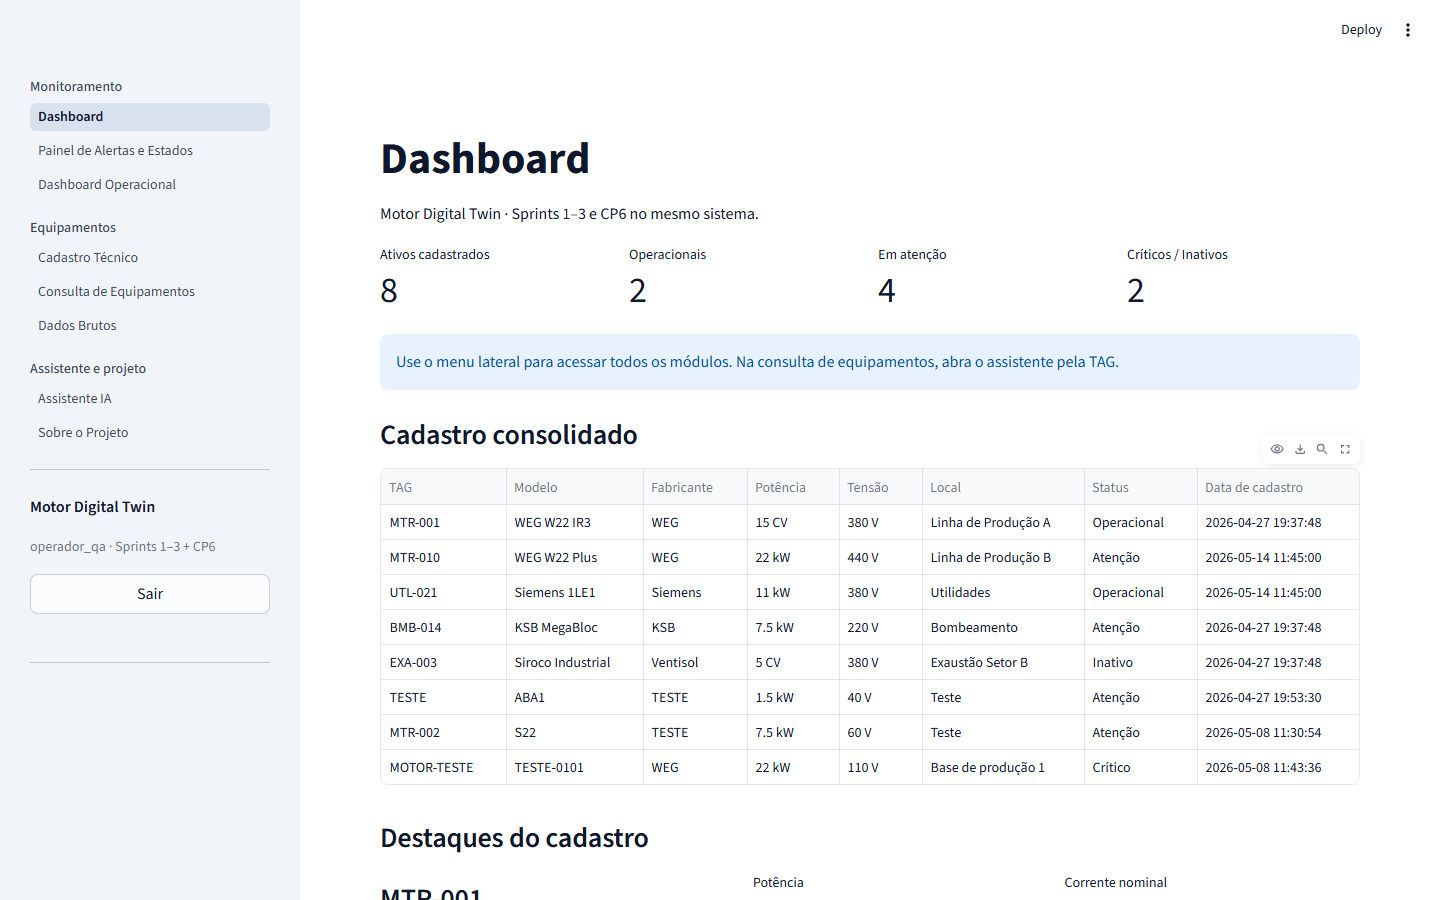 Deploy
Monitoramento
Dashboard
Painel de Alertas e Estados
Dashboard Operacional
Equipamentos
Cadastro Técnico
Consulta de Equipamentos
Dados Brutos
Assistente e projeto
Assistente IA
Sobre o Projeto
Motor Digital Twin
operador_qa · Sprints 1–3 + CP6
Sair
Dashboard
Motor Digital Twin · Sprints 1–3 e CP6 no mesmo sistema.
Ativos cadastrados Operacionais Em atenção Críticos / Inativos
8 2 4 2
Use o menu lateral para acessar todos os módulos. Na consulta de equipamentos, abra o assistente pela TAG.
Cadastro consolidado
TAG Modelo Fabricante Potência Tensão Local Status Data de cadastro
MTR-001 WEG W22 IR3 WEG 15 CV 380 V Linha de Produção A Operacional 2026-04-27 19:37:48
MTR-010 WEG W22 Plus WEG 22 kW 440 V Linha de Produção B Atenção 2026-05-14 11:45:00
UTL-021 Siemens 1LE1 Siemens 11 kW 380 V Utilidades Operacional 2026-05-14 11:45:00
BMB-014 KSB MegaBloc KSB 7.5 kW 220 V Bombeamento Atenção 2026-04-27 19:37:48
EXA-003 Siroco Industrial Ventisol 5 CV 380 V Exaustão Setor B Inativo 2026-04-27 19:37:48
TESTE ABA1 TESTE 1.5 kW 40 V Teste Atenção 2026-04-27 19:53:30
MTR-002 S22 TESTE 7.5 kW 60 V Teste Atenção 2026-05-08 11:30:54
MOTOR-TESTE TESTE-0101 WEG 22 kW 110 V Base de produção 1 Crítico 2026-05-08 11:43:36
Destaques do cadastro
MTR-001 Potência Corrente nominal